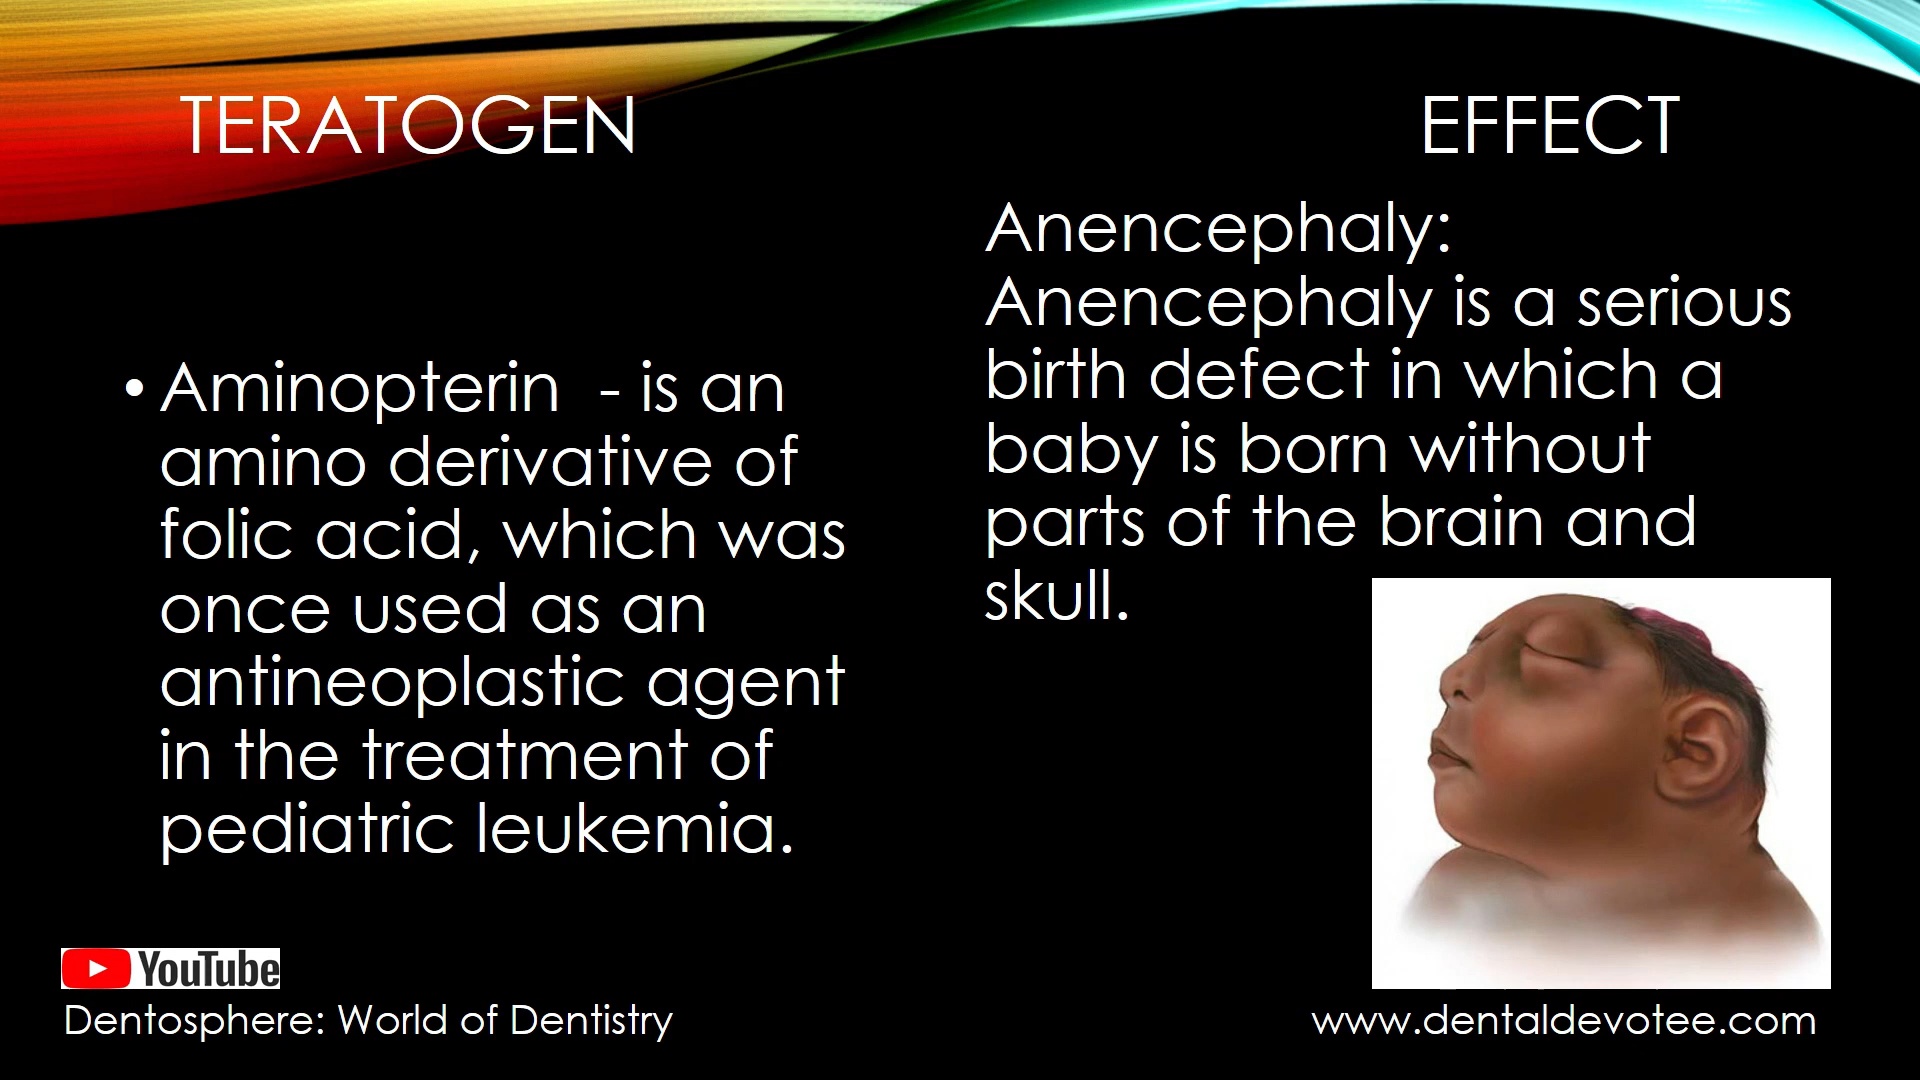 TERATOGEN
EFFECT
• Aminopterin - is an
amino derivative of
folic acid, which was
once used as an
antineoplastic agent
in the treatment of
pediatric leukemia.
Anencephaly:
Anencephaly is a serious
birth defect in which a
baby is born without
parts of the brain and
skull.
YouTube
Dentosphere: World of Dentistry
www.dentaldevotee.com